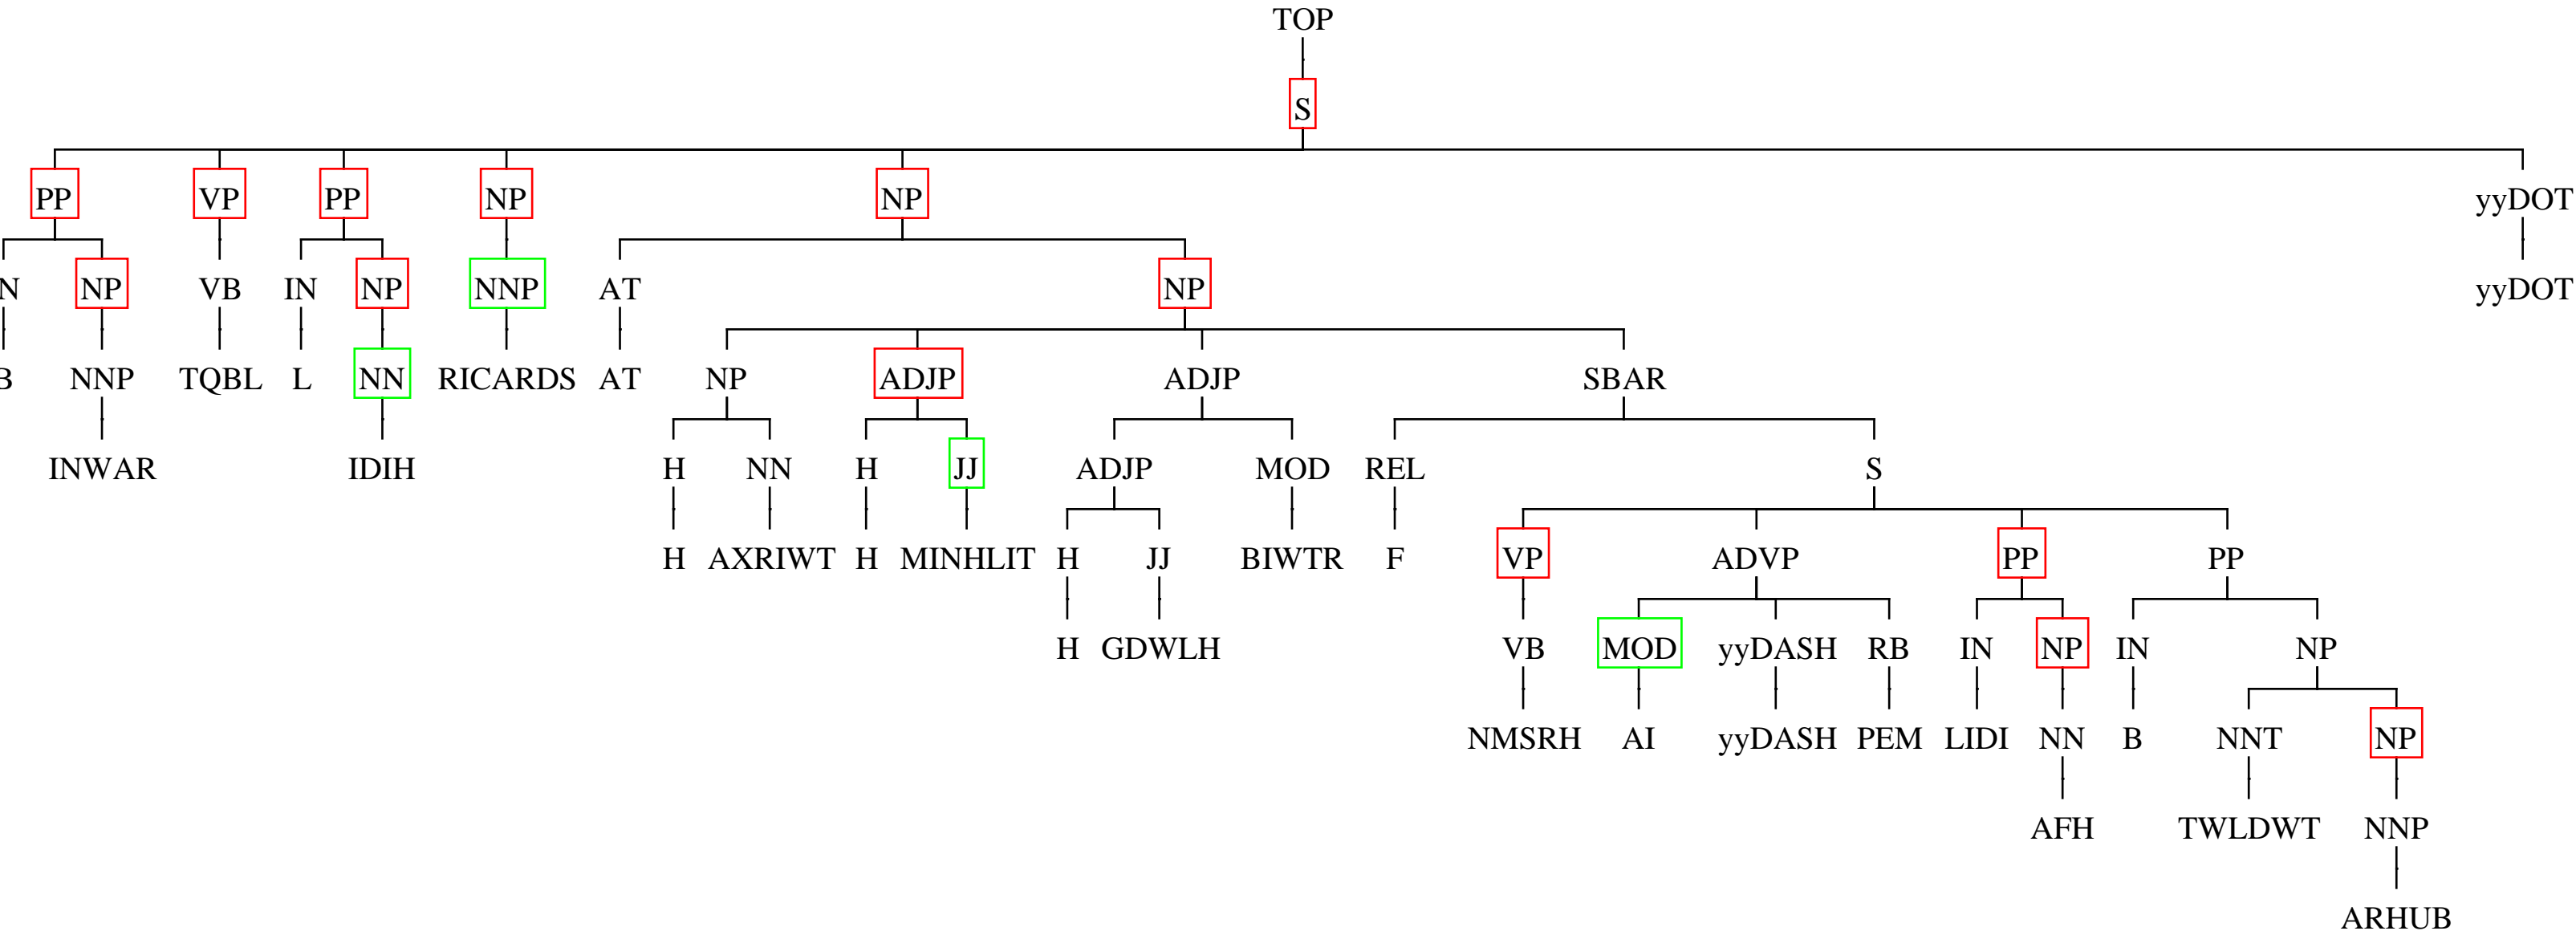 TOP
S
PP VP PP NP NP yyDOT
N NP VB IN NP NNP AT NP yyDOT
B NNP TQBL L NN RICARDS AT NP ADJP ADJP SBAR
INWAR IDIH H NN H JJ ADJP MOD REL S
H AXRIWT H MINHLIT H JJ BIWTR F VP ADVP PP PP
H GDWLH VB MOD yyDASH RB IN NP IN NP
NMSRH AI yyDASH PEM LIDI NN B NNT NP
AFH TWLDWT NNP
ARHUB